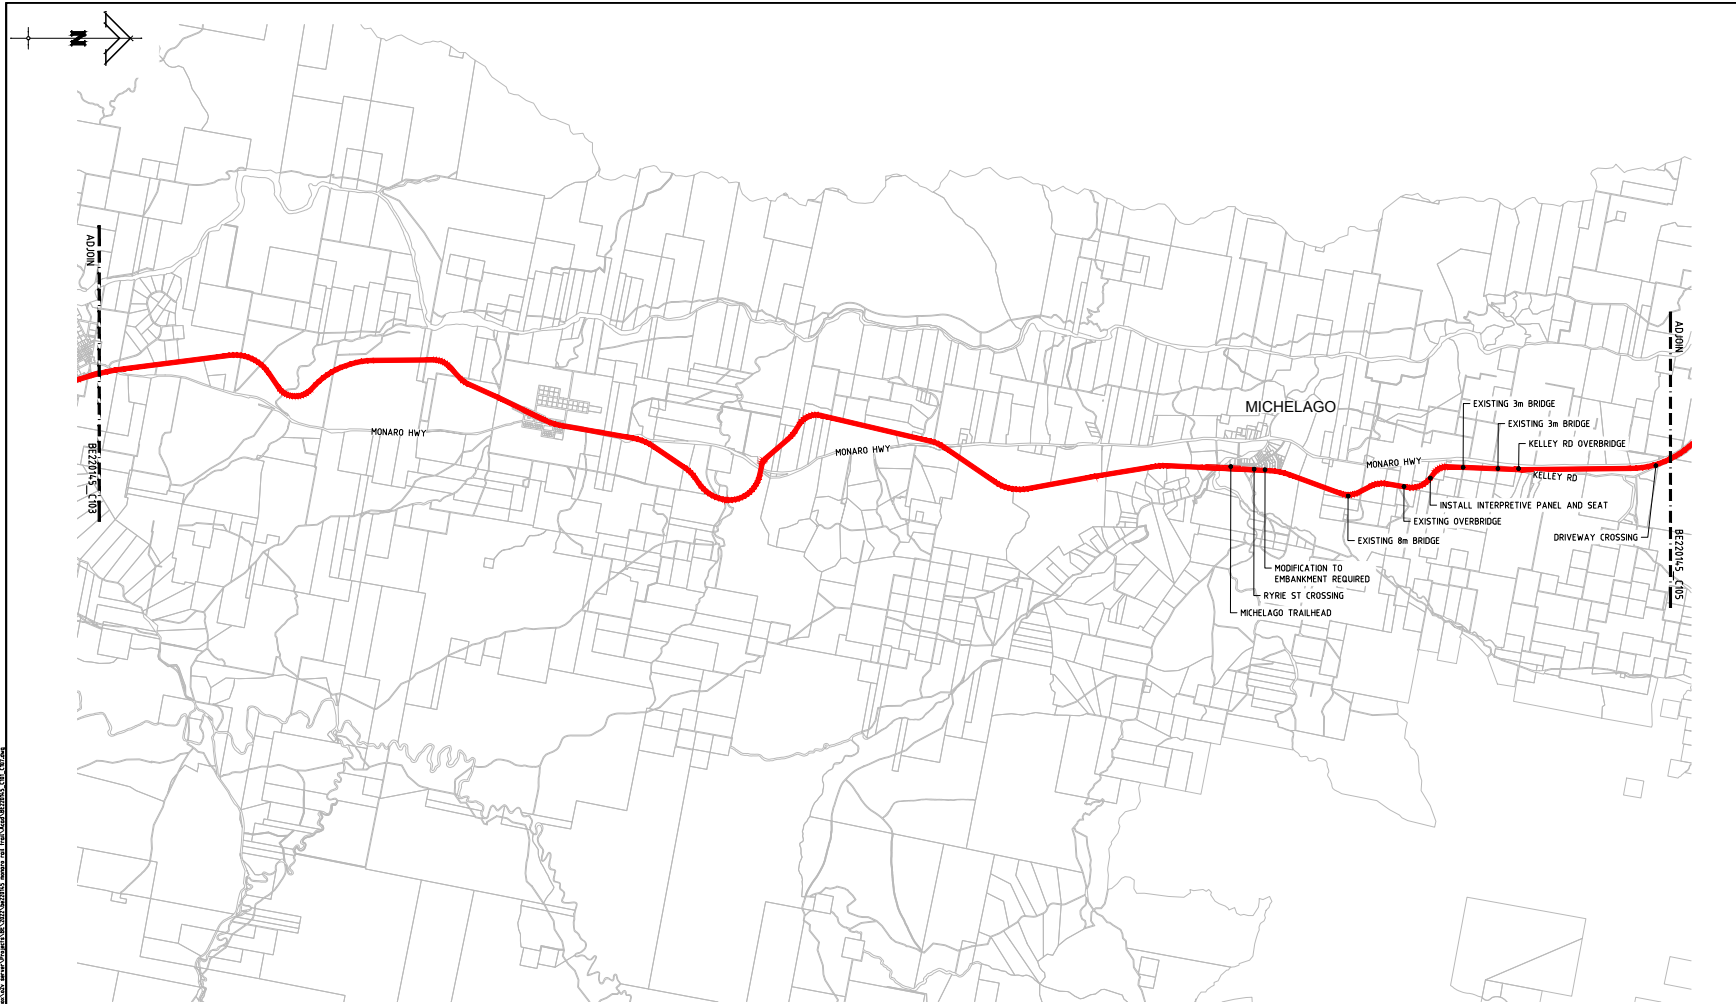 N
ADJOIN
BE220145_C103
MONARO HWY
MONARO HWY
MICHELAGO
MONARO HWY
KELLEY RD
EXISTING 3m BRIDGE
EXISTING 3m BRIDGE
KELLEY RD OVERBRIDGE
INSTALL INTERPRETIVE PANEL AND SEAT
EXISTING OVERBRIDGE
EXISTING 8m BRIDGE
DRIVEWAY CROSSING
MODIFICATION TO
EMBANKMENT REQUIRED
RYRIE ST CROSSING
MICHELAGO TRAILHEAD
ADJOIN
BE220145_C105